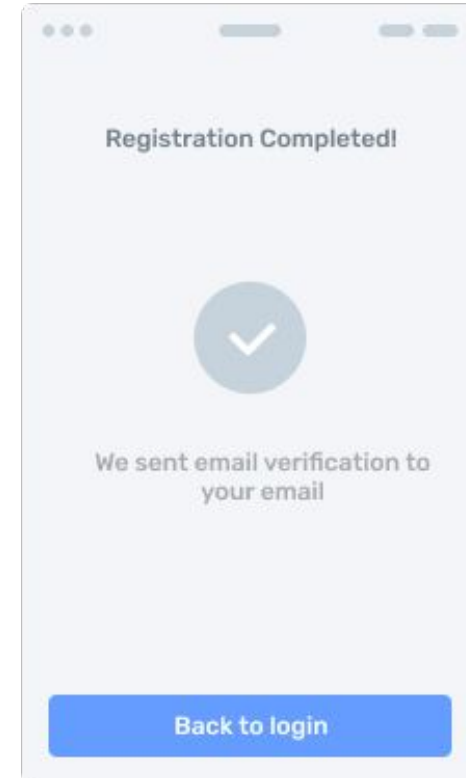 Registration Completed!
We sent email verification to
your email
Back to login